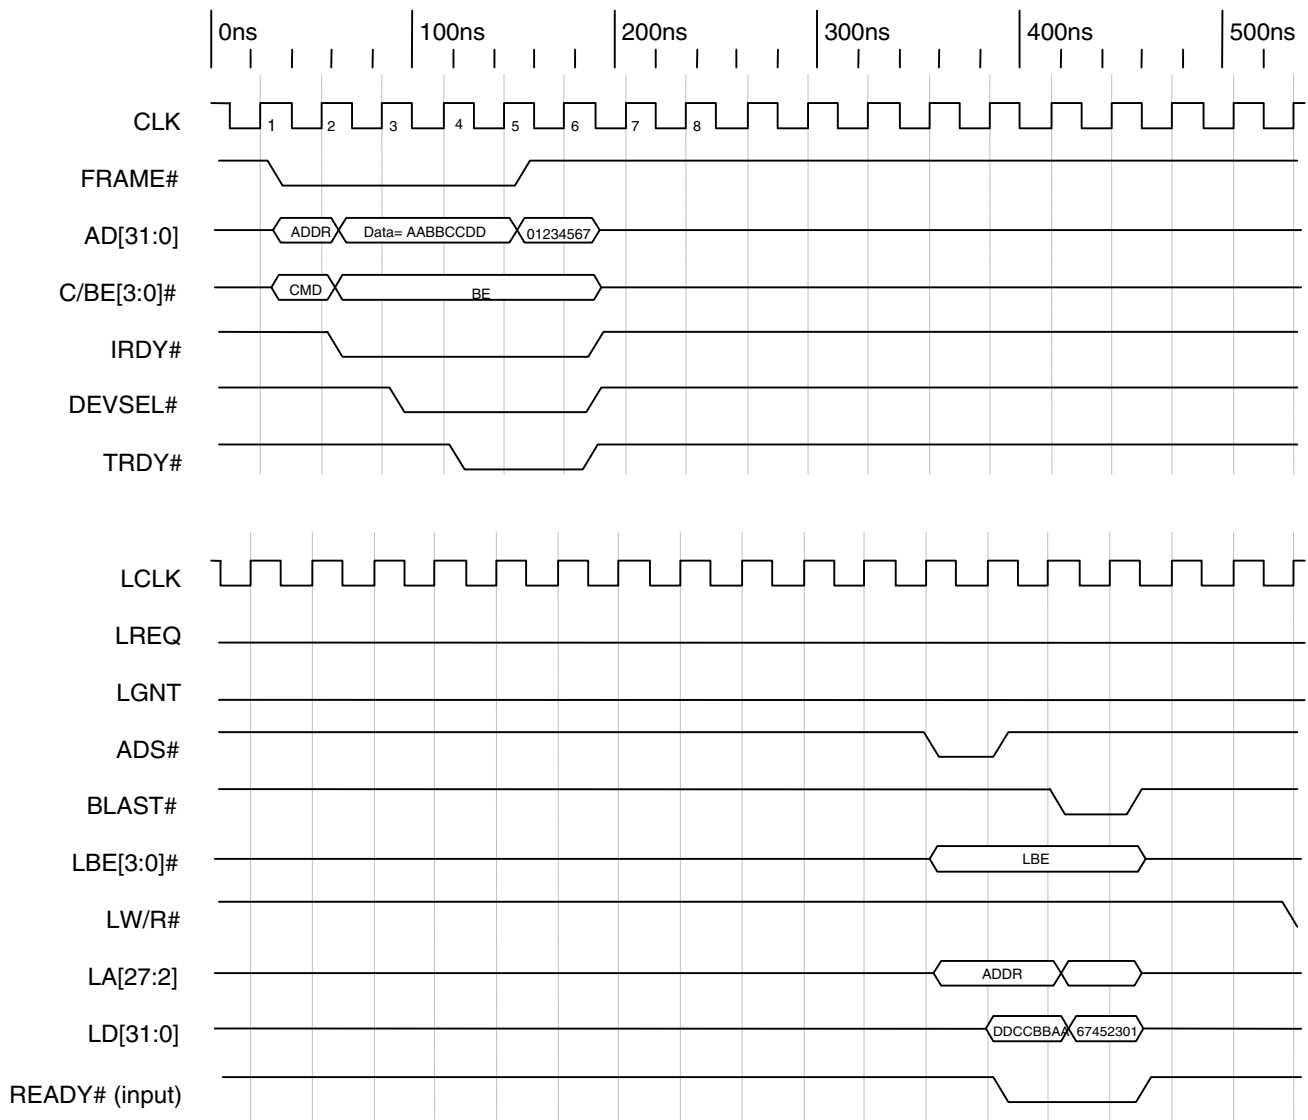 0ns 100ns 200ns 300ns 400ns 500ns
CLK 1 2 3 4 5 6 7 8
FRAME#
AD[31:0] ADDR Data= AABBCCDD 01234567
C/BE[3:0]# CMD BE
IRDY#
DEVSEL#
TRDY#
LCLK
LREQ
LGNT
ADS#
BLAST#
LBE[3:0]# LBE
LW/R#
LA[27:2] ADDR
LD[31:0] DDCCBBAA 67452301
READY# (input)